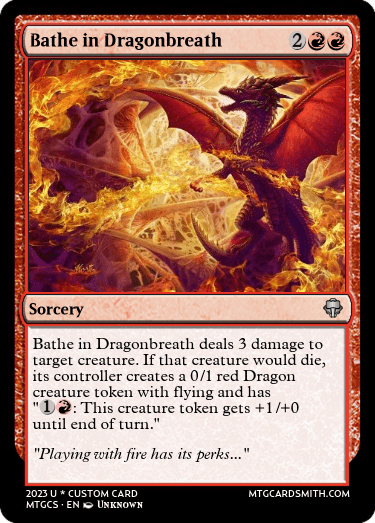 Bathe in Dragonbreath 2
Sorcery
Bathe in Dragonbreath deals 3 damage to
target creature. If that creature would die,
its controller creates a 0/1 red Dragon
creature token with flying and has
"1: This creature token gets +1/+0
until end of turn."
"Playing with fire has its perks..."
2023 U * CUSTOM CARD
MTGCARDSMITH.COM
MTGCS · EN UNKNOWN